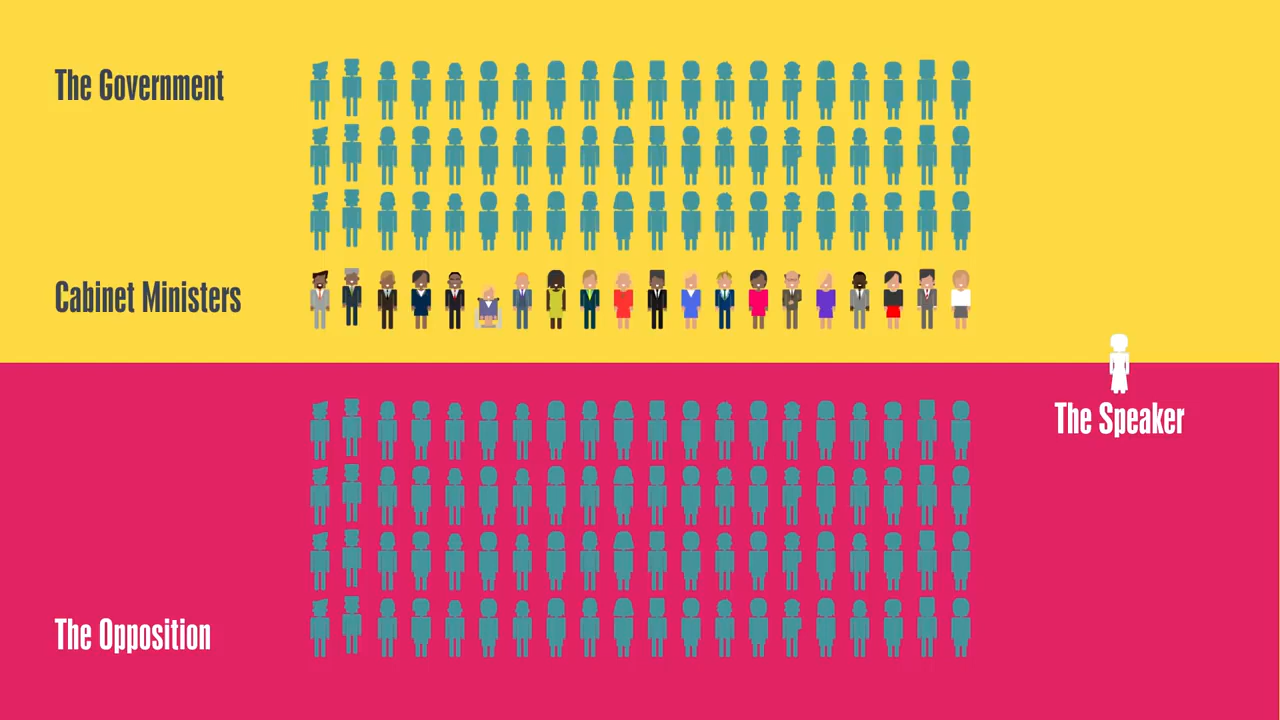 The Government
Cabinet Ministers
The Speaker
The Opposition